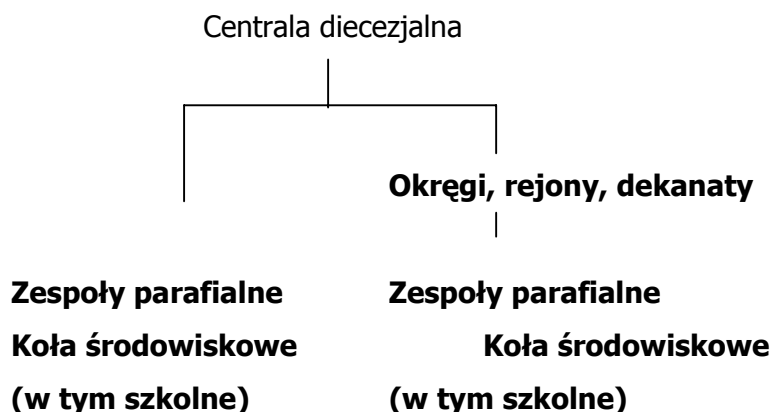 Centrala diecezjalna
Okręgi, rejony, dekanaty
Zespoły parafialne Zespoły parafialne
Koła środowiskowe Koła środowiskowe
(w tym szkolne) (w tym szkolne)